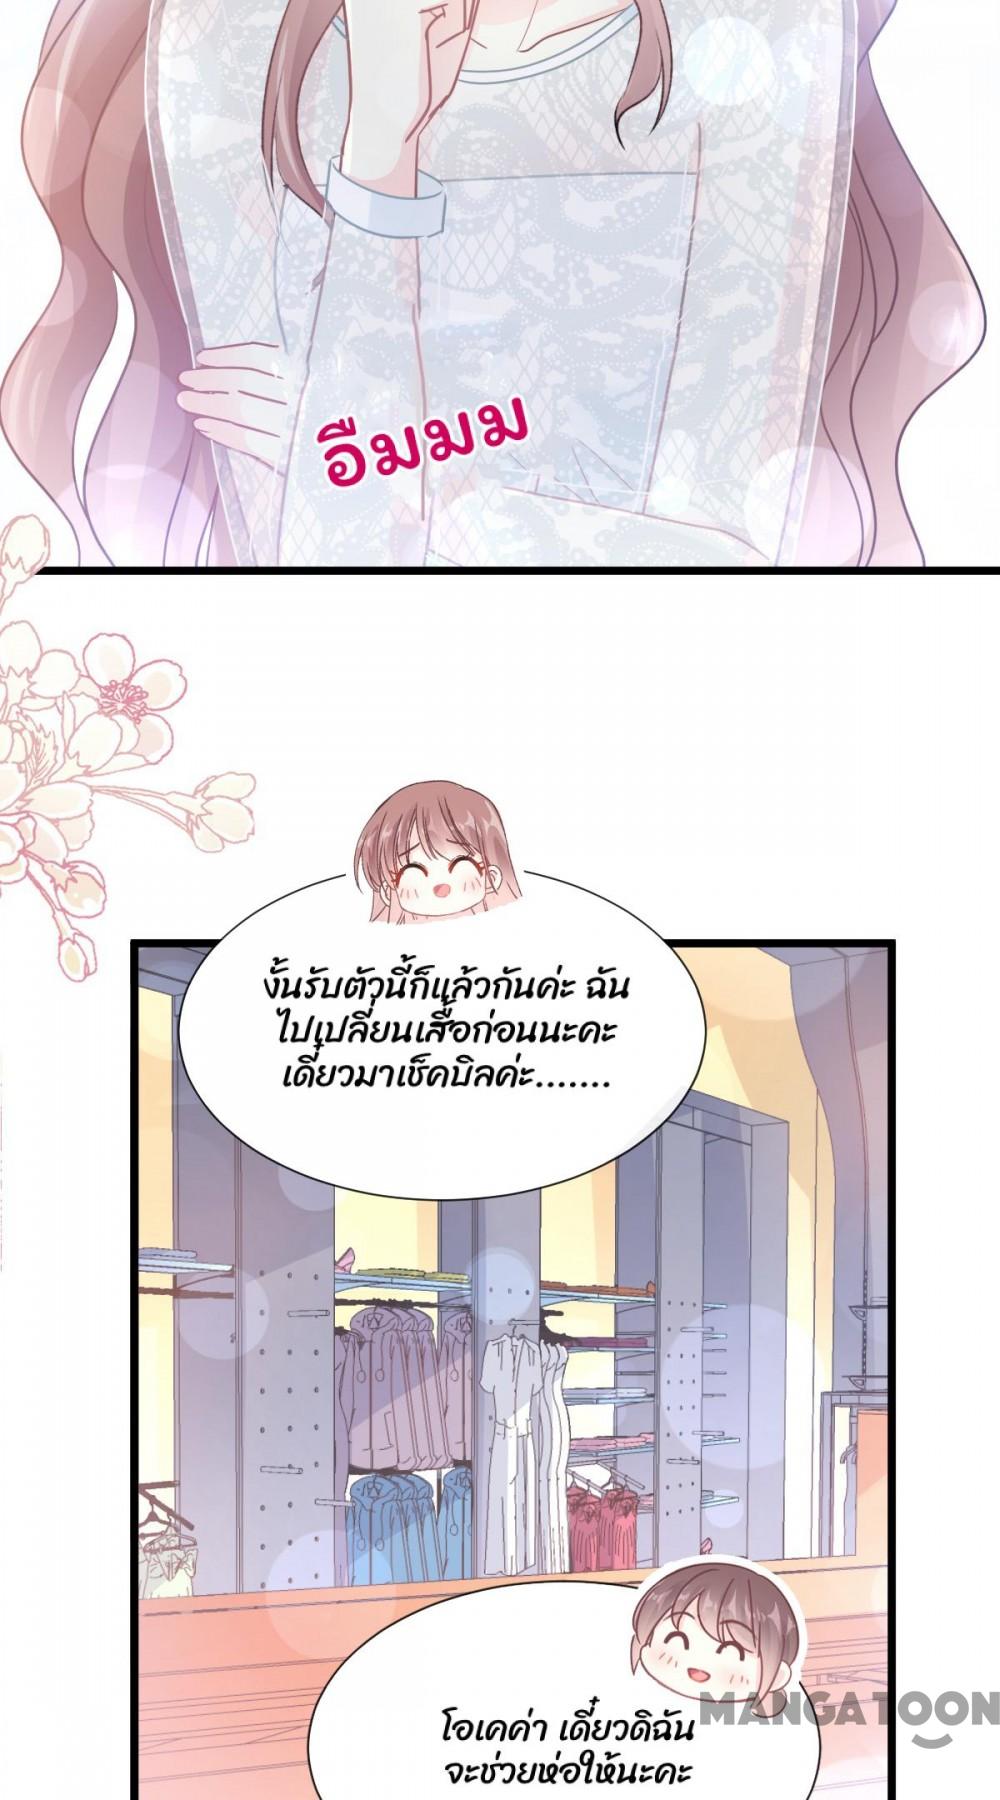 อืมมม
งั้นรับตัวนี้ก็แล้วกันค่ะ ฉัน
ไปเปลี่ยนเสื้อก่อนนะคะ
เดี๋ยวมาเช็คบิลค่ะ.......
โอเคค่า เดี๋ยวดิฉัน
จะช่วยห่อให้นะคะ
MANGATOON